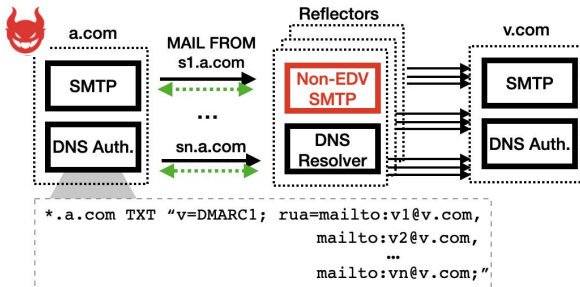 a.com
Reflectors
v.com
MAIL FROM
s1.a.com
SMTP
Non-EDV
SMTP
SMTP
...
DNS Auth.
DNS
Resolver
DNS Auth.
sn.a.com
*.a.com TXT “v=DMARC1; rua=mailto:v1@v.com,
mailto:v2@v.com,
...
mailto:vn@v.com;”